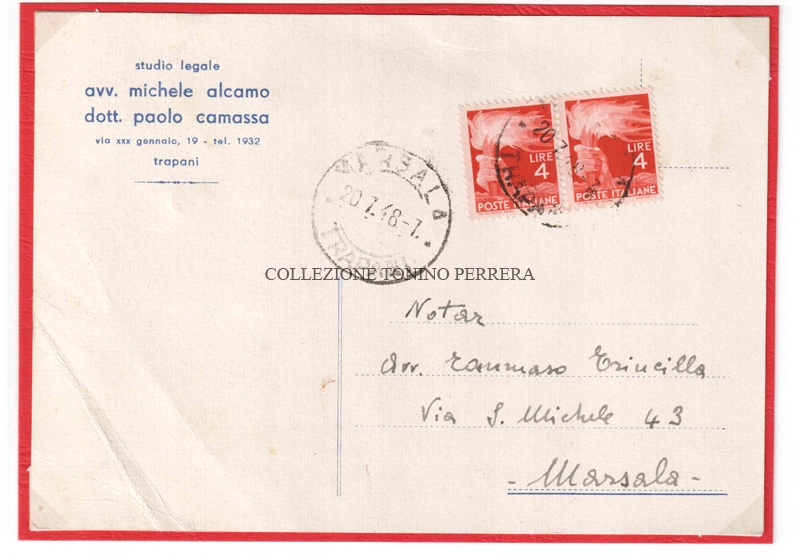 studio legale
avv. michele alcamo
dott. paolo camassa
via xxx gennaio, 19 - tel. 1932
trapani
LIRE
4
POSTE ITALIANE
LIRE
4
POSTE ITALIANE
MARSALA
20.7.48-7.
TRAPANI
COLLEZIONE TONINO PERRERA
Notar
Avv. Tommaso Trincilla
Via S. Michele 43
- Marsala -